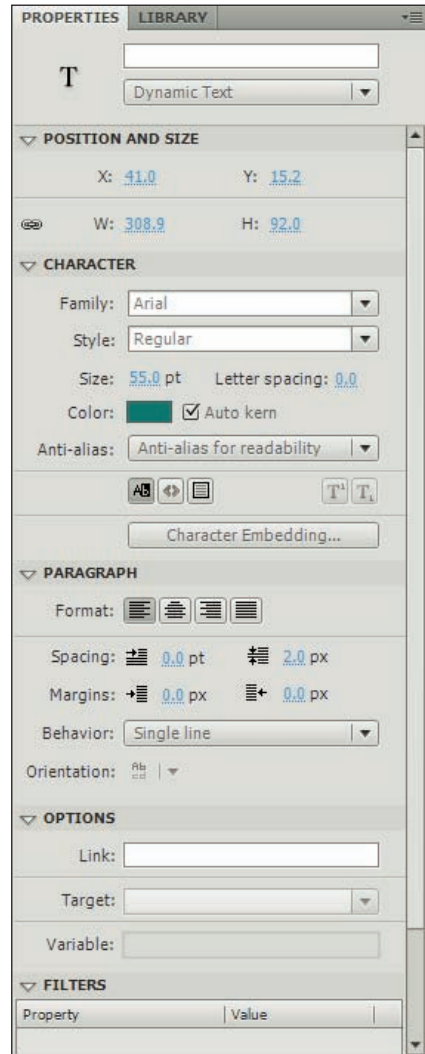 PROPERTIES LIBRARY
T
Dynamic Text
POSITION AND SIZE
X: 41.0 Y: 15.2
W: 308.9 H: 92.0
CHARACTER
Family: Arial
Style: Regular
Size: 55.0 pt Letter spacing: 0.0
Color: Auto kern
Anti-alias: Anti-alias for readability
Character Embedding...
PARAGRAPH
Format:
Spacing: 0.0 pt 2.0 px
Margins: 0.0 px 0.0 px
Behavior: Single line
Orientation:
OPTIONS
Link:
Target:
Variable:
FILTERS
Property Value